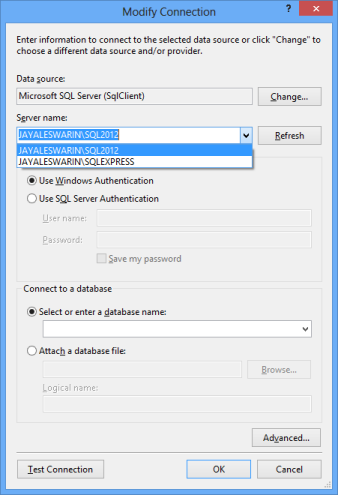 Modify Connection
?
Enter information to connect to the selected data source or click "Change" to
choose a different data source and/or provider.
Data source:
Microsoft SQL Server (SqlClient)
Change...
Server name:
JAYALESWARIN\SQL2012
Refresh
JAYALESWARIN\SQL2012
JAYALESWARIN\SQLEXPRESS
Use Windows Authentication
Use SQL Server Authentication
User name:
Password:
Save my password
Connect to a database
Select or enter a database name:
Attach a database file:
Browse...
Logical name:
Advanced...
Test Connection
OK
Cancel